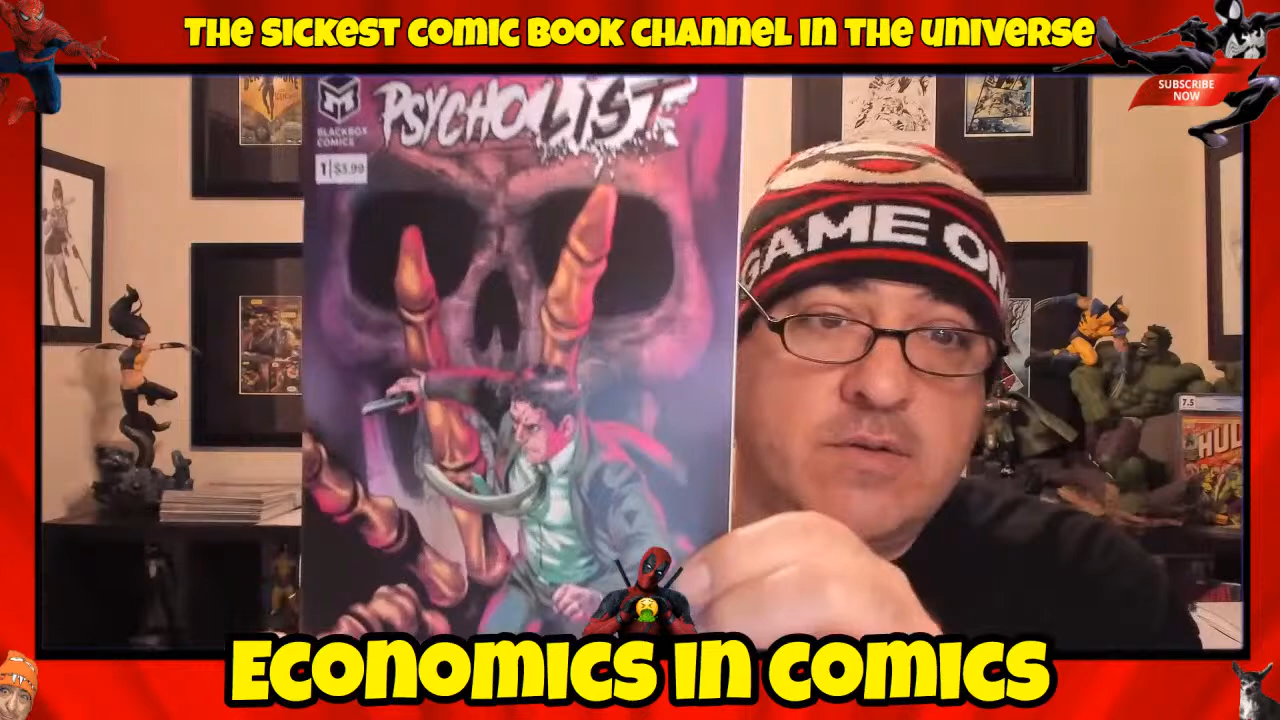 THE SICKEST COMIC BOOK CHANNEL IN THE UNIVERSE
SUBSCRIBE
NOW
PSYCHOLIST
BLACKBOX
COMICS
1 $3.99
GAME ON
7.5
HUL
ECONOMICS IN COMICS